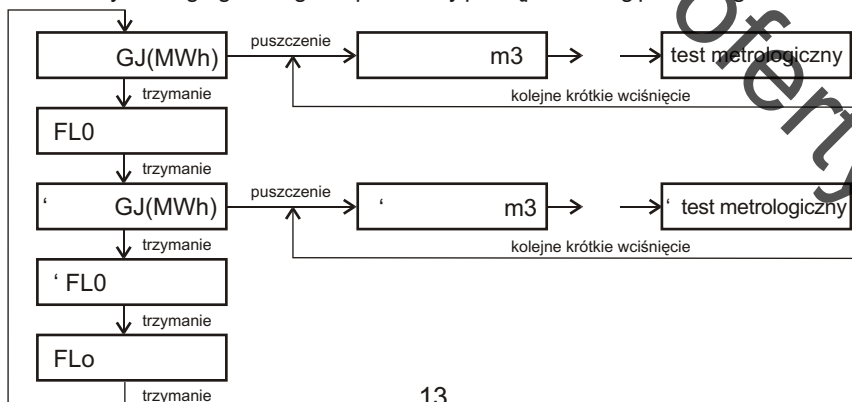 GJ(MWh) puszczenie m3 test metrologiczny
trzymanie kolejne krótkie wciśnięcie
FL0
trzymanie
‘ GJ(MWh) puszczenie ‘ m3 ‘ test metrologiczny
trzymanie kolejne krótkie wciśnięcie
‘ FL0
trzymanie
FLo
trzymanie 13
oferty